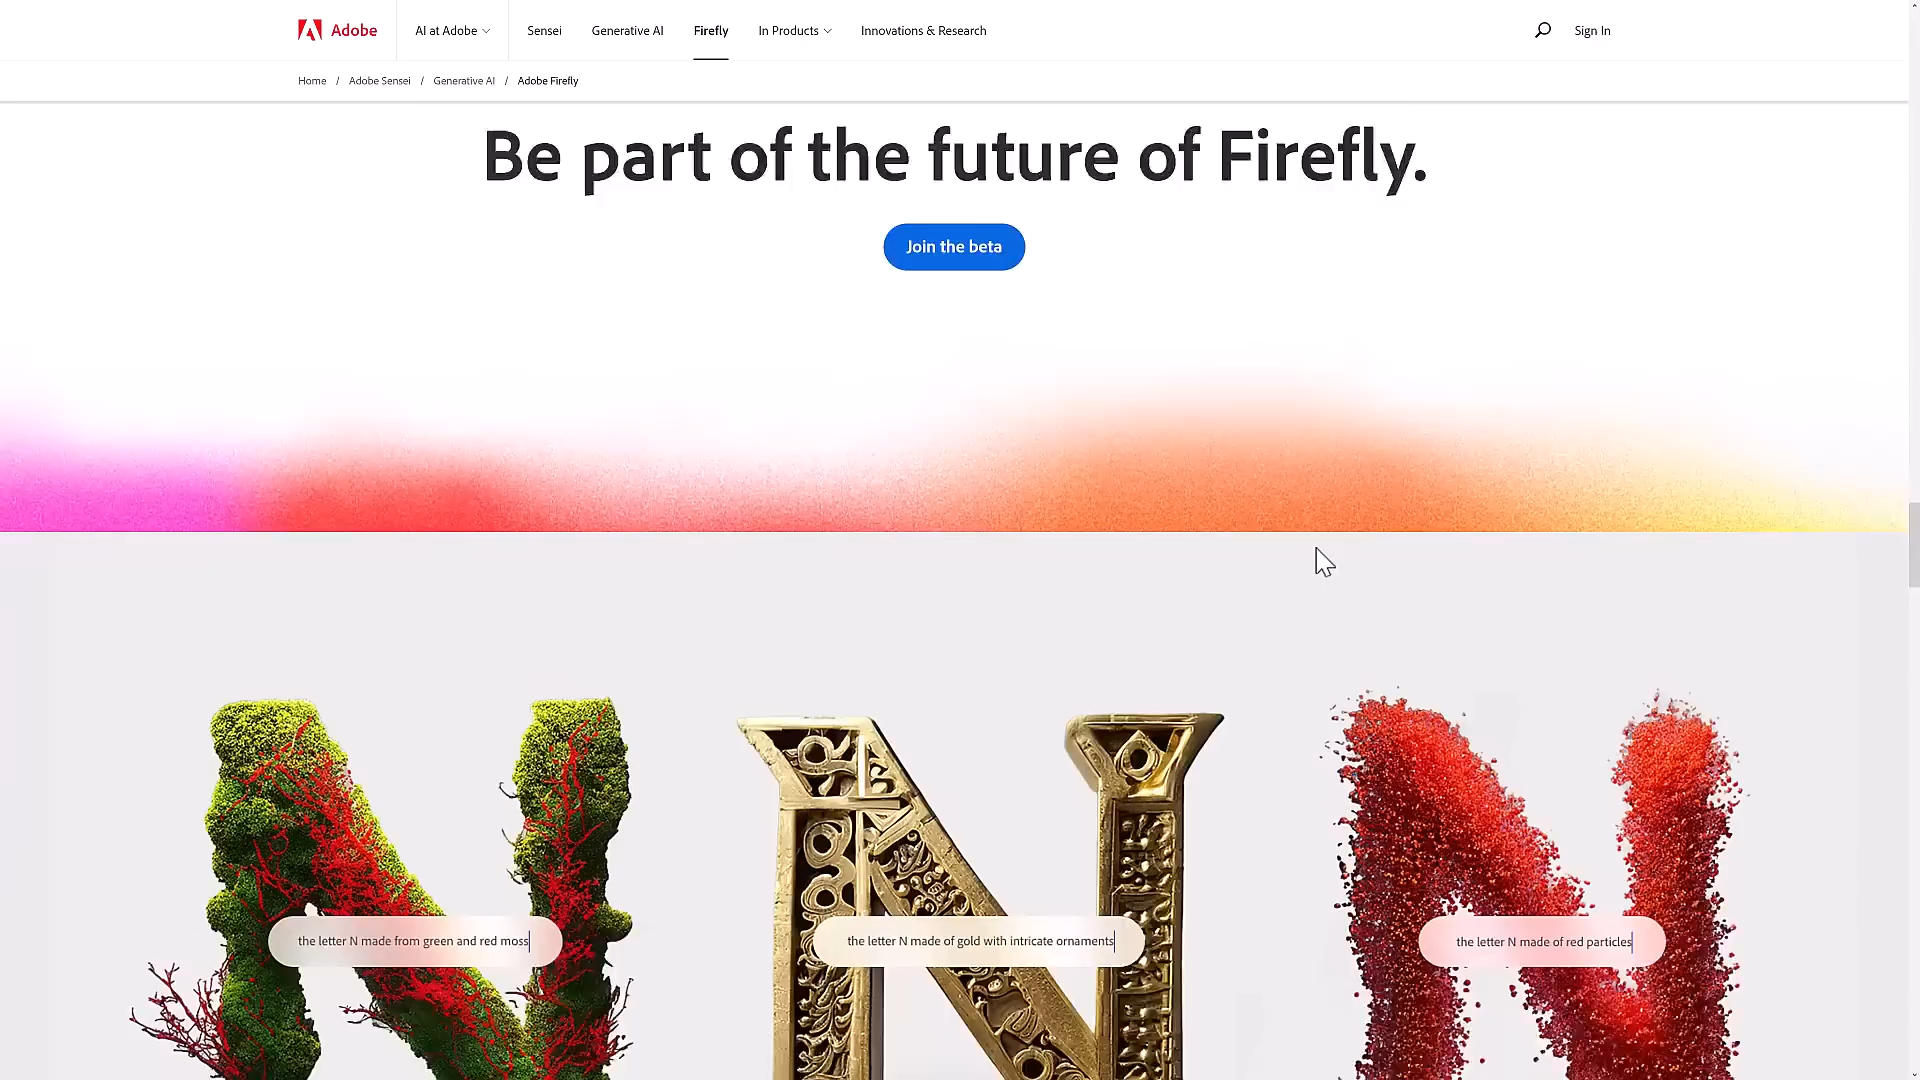 Adobe
AI at Adobe
Sensei
Generative AI
Firefly
In Products
Innovations & Research
Sign In
Home / Adobe Sensei / Generative AI / Adobe Firefly
Be part of the future of Firefly.
Join the beta
the letter N made from green and red moss
the letter N made of gold with intricate ornaments
the letter N made of red particles